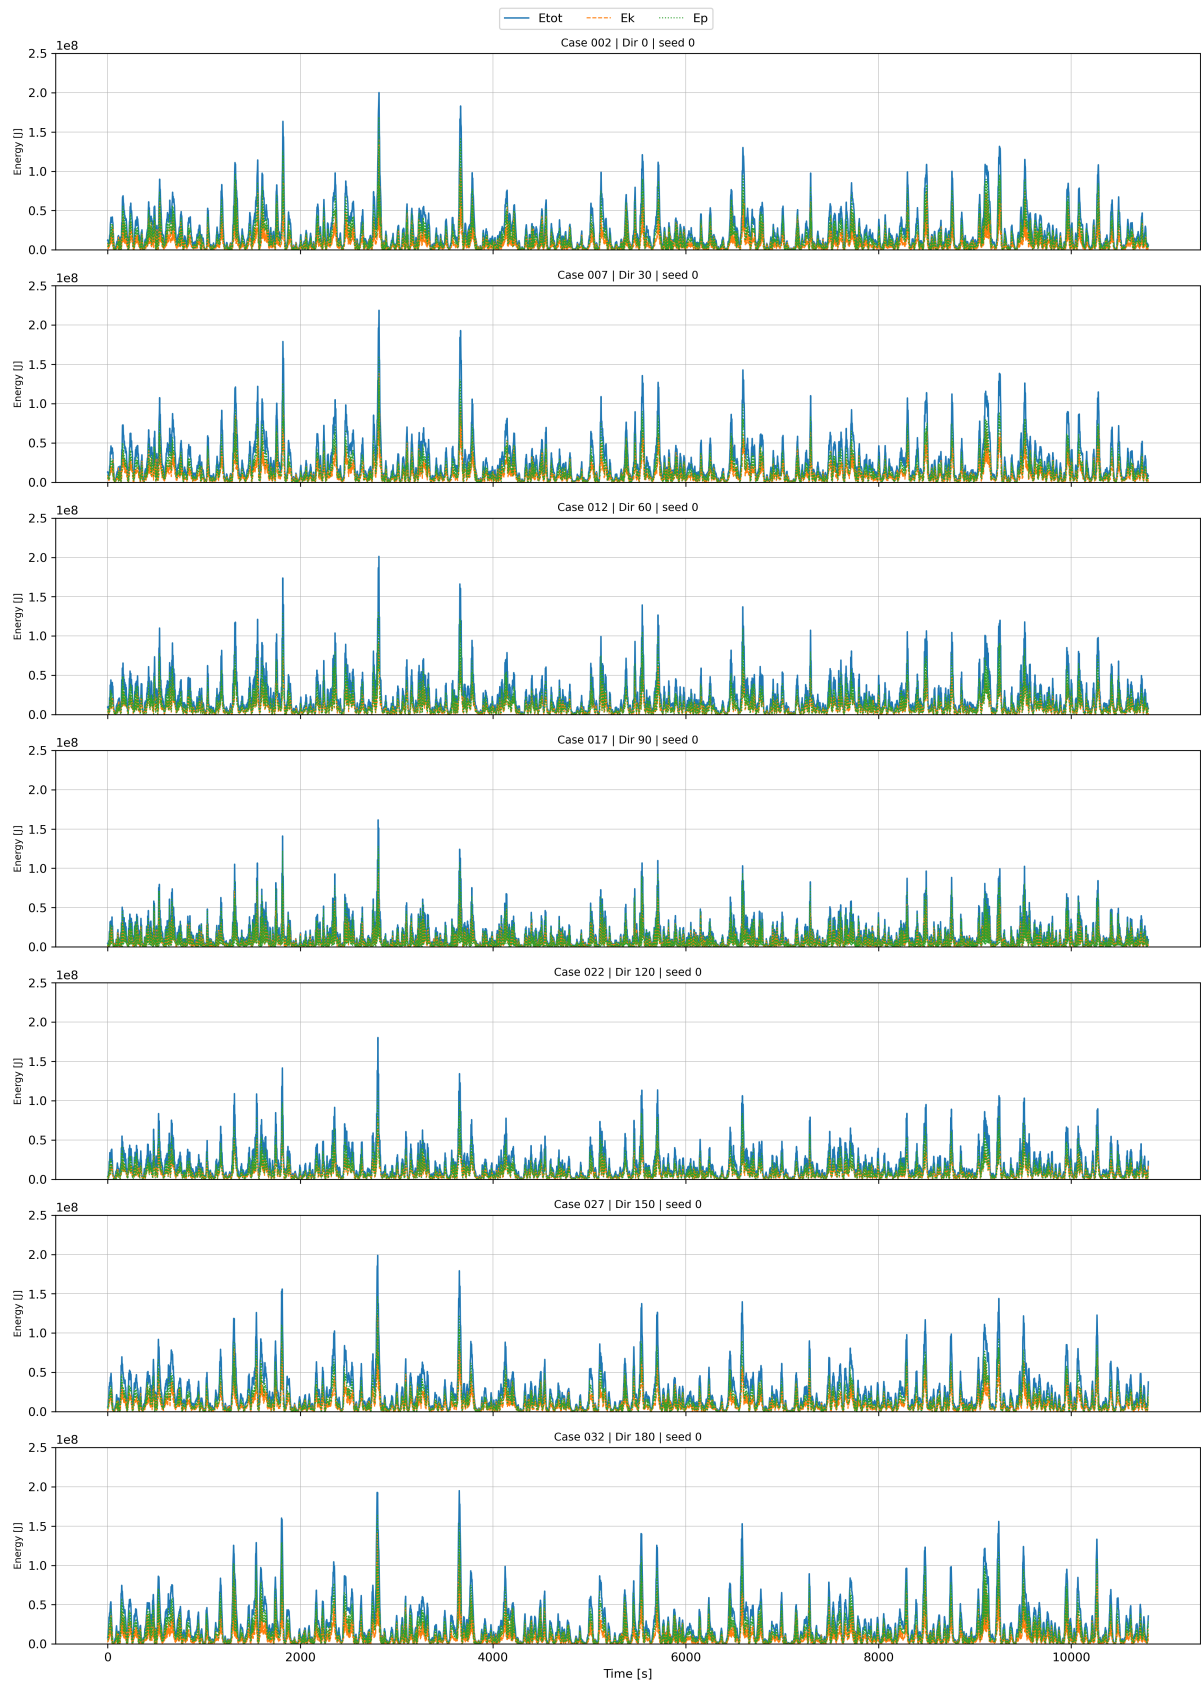 Etot Ek Ep
1e8
Case 002 | Dir 0 | seed 0
2.5
2.0
1.5
1.0
0.5
0.0
Energy [J]
1e8
Case 007 | Dir 30 | seed 0
2.5
2.0
1.5
1.0
0.5
0.0
Energy [J]
1e8
Case 012 | Dir 60 | seed 0
2.5
2.0
1.5
1.0
0.5
0.0
Energy [J]
1e8
Case 017 | Dir 90 | seed 0
2.5
2.0
1.5
1.0
0.5
0.0
Energy [J]
1e8
Case 022 | Dir 120 | seed 0
2.5
2.0
1.5
1.0
0.5
0.0
Energy [J]
1e8
Case 027 | Dir 150 | seed 0
2.5
2.0
1.5
1.0
0.5
0.0
Energy [J]
1e8
Case 032 | Dir 180 | seed 0
2.5
2.0
1.5
1.0
0.5
0.0
Energy [J]
0 2000 4000 6000 8000 10000
Time [s]